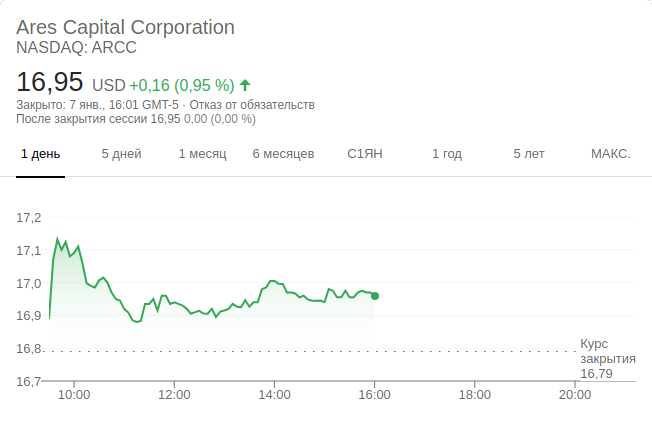 Ares Capital Corporation
NASDAQ: ARCC
16,95 USD +0,16 (0,95 %)
Закрыто: 7 янв., 16:01 GMT-5 · Отказ от обязательств
После закрытия сессии 16,95 0,00 (0,00 %)
1 день 5 дней 1 месяц 6 месяцев С1ЯН 1 год 5 лет МАКС.
17,2
17,1
17,0
16,9
16,8
16,7
Курс
закрытия
16,79
10:00 12:00 14:00 16:00 18:00 20:00